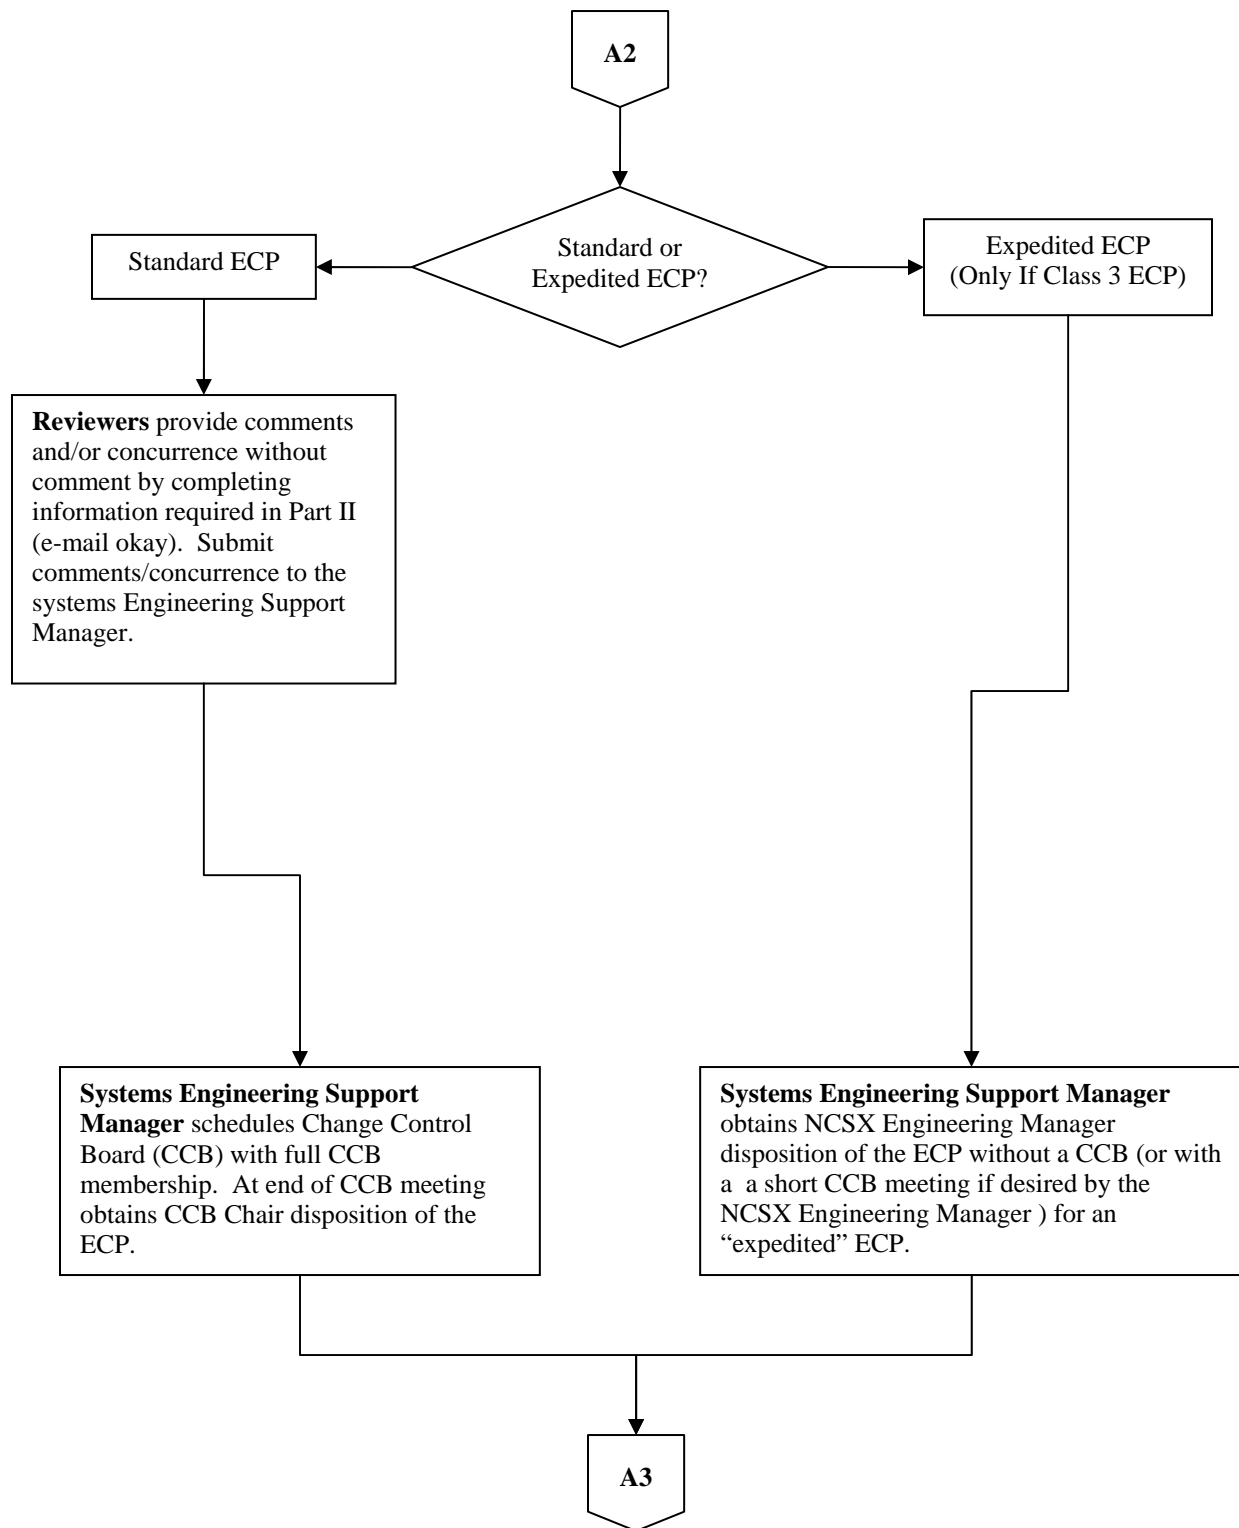 A2
Standard or
Expedited ECP?
Standard ECP
Expedited ECP
(Only If Class 3 ECP)
Reviewers provide comments
and/or concurrence without
comment by completing
information required in Part II
(e-mail okay).  Submit
comments/concurrence to the
systems Engineering Support
Manager.
Systems Engineering Support
Manager schedules Change Control
Board (CCB) with full CCB
membership.  At end of CCB meeting
obtains CCB Chair disposition of the
ECP.
Systems Engineering Support Manager
obtains NCSX Engineering Manager
disposition of the ECP without a CCB (or with
a  a short CCB meeting if desired by the
NCSX Engineering Manager ) for an
“expedited” ECP.
A3